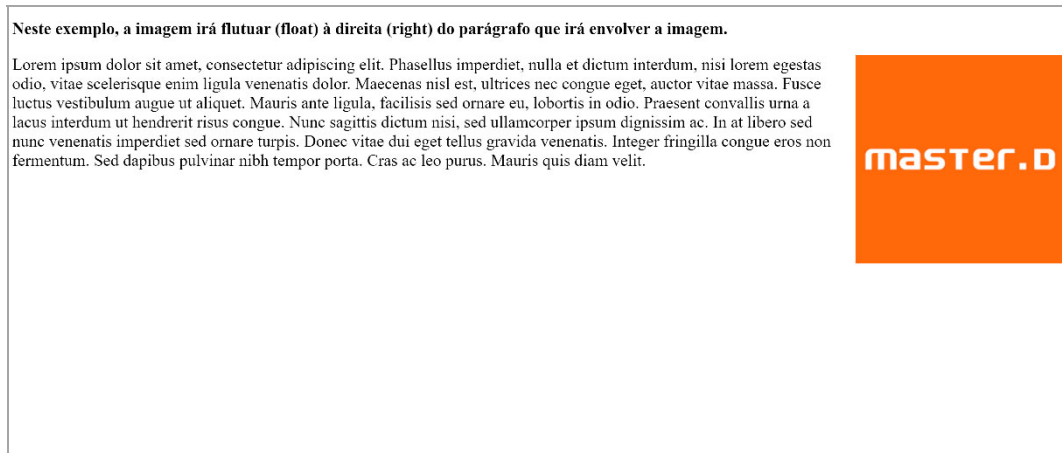 Neste exemplo, a imagem irá flutuar (float) à direita (right) do parágrafo que irá envolver a imagem.
Lorem ipsum dolor sit amet, consectetur adipiscing elit. Phasellus imperdiet, nulla et dictum interdum, nisi lorem egestas
odio, vitae scelerisque enim ligula venenatis dolor. Maecenas nisl est, ultrices nec congue eget, auctor vitae massa. Fusce
luctus vestibulum augue ut aliquet. Mauris ante ligula, facilisis sed ornare eu, lobortis in odio. Praesent convallis urna a
lacus interdum ut hendrerit risus congue. Nunc sagittis dictum nisi, sed ullamcorper ipsum dignissim ac. In at libero sed
nunc venenatis imperdiet sed ornare turpis. Donec vitae dui eget tellus gravida venenatis. Integer fringilla congue eros non
fermentum. Sed dapibus pulvinar nibh tempor porta. Cras ac leo purus. Mauris quis diam velit.
master.D